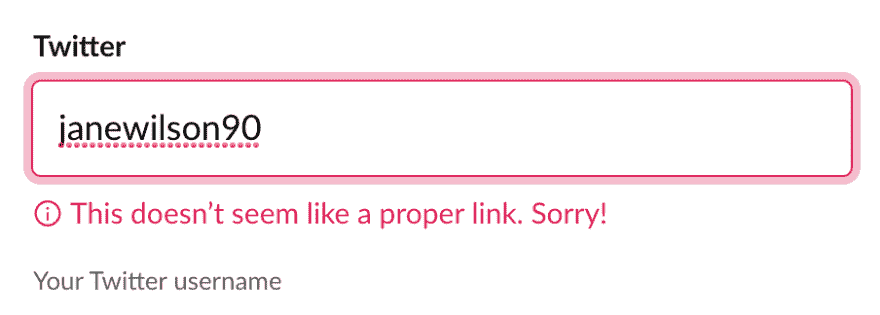 Twitter
janewilson90
This doesn’t seem like a proper link. Sorry!
Your Twitter username